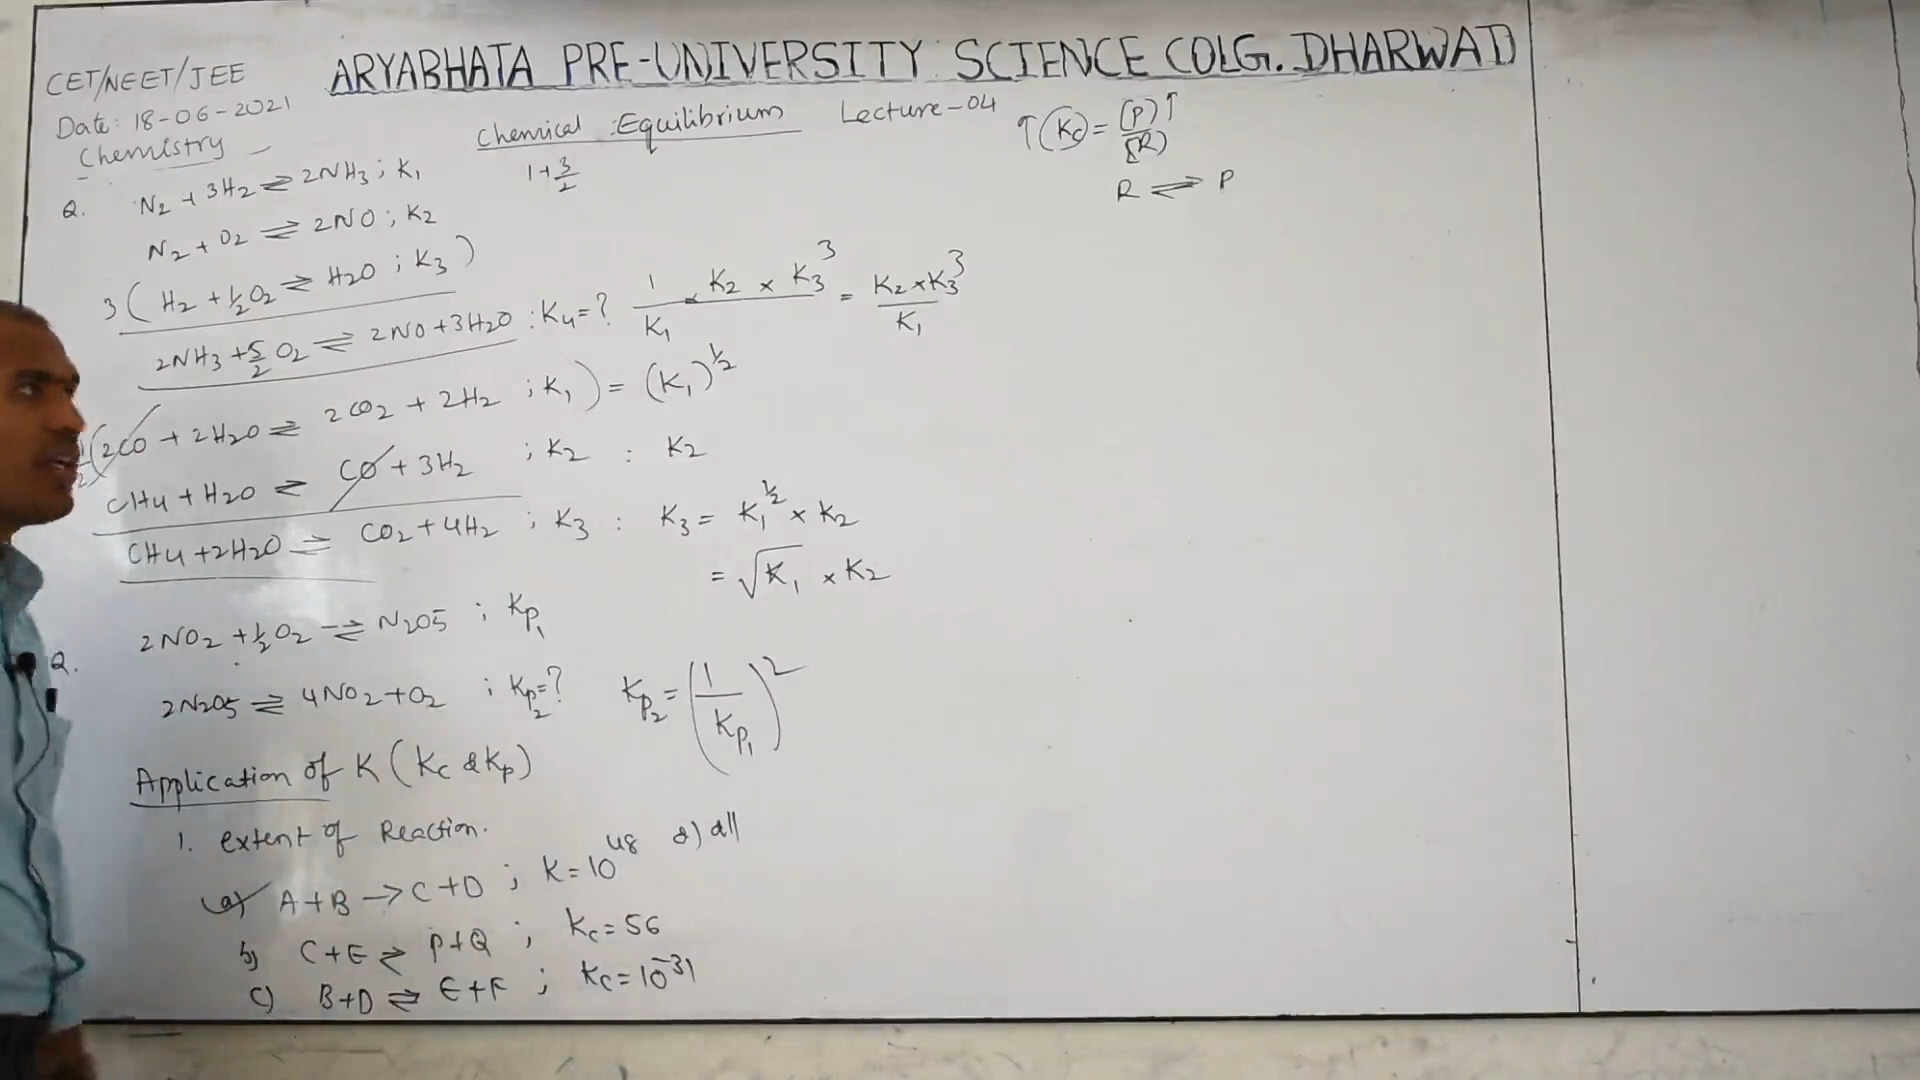 CET/NEET/JEE
ARYABHATA PRE-UNIVERSITY SCIENCE COLG. DHARWAD
Date: 18-06-2021
Chemistry
Chemical Equilibrium Lecture-04
↑(Kc) = (P)↑/[R)
R ⇌ P
1+3/2
Q. N2 + 3H2 ⇌ 2NH3 ; K1
N2 + O2 ⇌ 2NO ; K2
3(H2 + 1/2O2 ⇌ H2O ; K3)
2NH3 + 5/2 O2 ⇌ 2NO + 3H2O : K4 = ? 1/K1 × K2 × K3^3 = K2 × K3^3/K1
1/2(2CO + 2H2O ⇌ 2CO2 + 2H2 ; K1) = (K1)^1/2
CH4 + H2O ⇌ CO + 3H2 ; K2 : K2
CH4 + 2H2O ⇌ CO2 + 4H2 ; K3 : K3 = K1^1/2 × K2
= √K1 × K2
2NO2 + 1/2O2 ⇌ N2O5 ; Kp1
Q.
2N2O5 ⇌ 4NO2 + O2 ; Kp2 = ? Kp2 = (1/Kp1)^2
Application of K (Kc & Kp)
1. extent of Reaction.
a) A + B → C + D ; K = 10^48 d) all
b) C + E ⇌ P + Q ; Kc = 56
c) B + D ⇌ E + F ; Kc = 10^-31